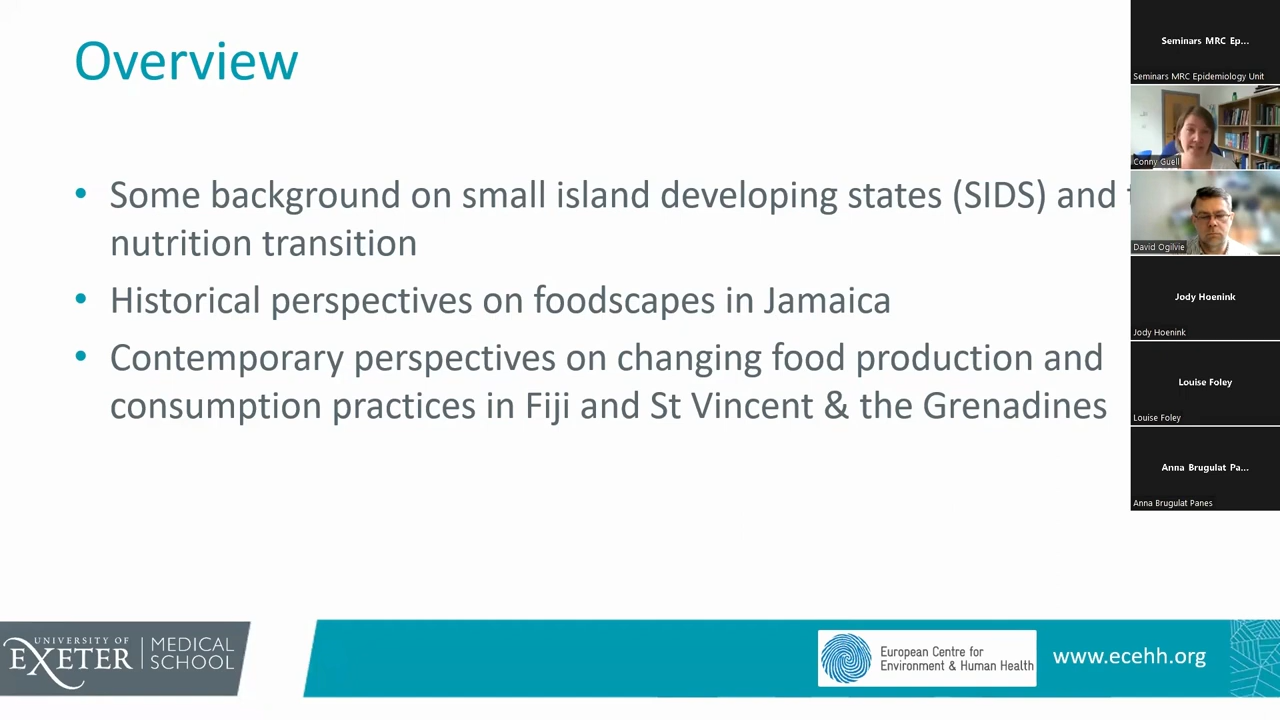 Overview
• Some background on small island developing states (SIDS) and
nutrition transition
• Historical perspectives on foodscapes in Jamaica
• Contemporary perspectives on changing food production and
consumption practices in Fiji and St Vincent & the Grenadines
Seminars MRC Ep...
Seminars MRC Epidemiology Unit
Conny Guell
David Ogilvie
Jody Hoenink
Jody Hoenink
Louise Foley
Louise Foley
Anna Brugulat Pa...
Anna Brugulat Panes
UNIVERSITY OF
EXETER
MEDICAL
SCHOOL
European Centre for
Environment & Human Health
www.ecehh.org